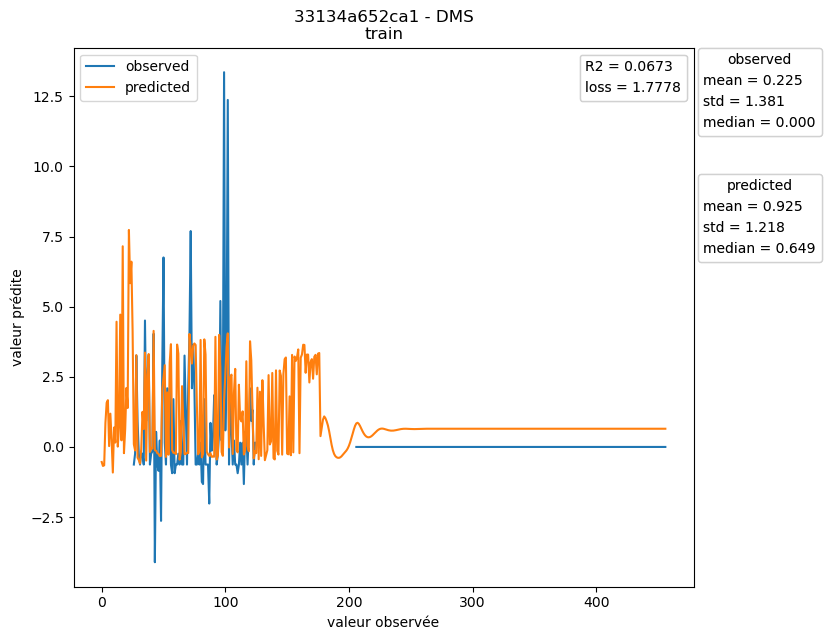 33134a652ca1 - DMS
train
observed
predicted
R2 = 0.0673
loss = 1.7778
observed
mean = 0.225
std = 1.381
median = 0.000
predicted
mean = 0.925
std = 1.218
median = 0.649
12.5
10.0
7.5
5.0
2.5
0.0
−2.5
valeur prédite
0
100
200
300
400
valeur observée